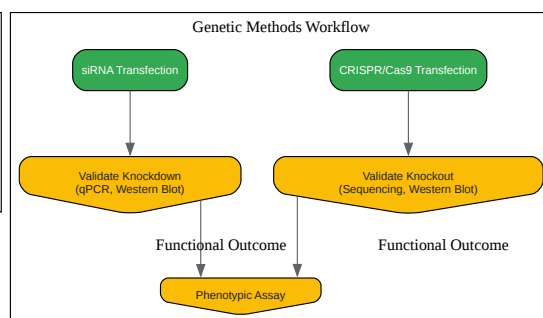 Genetic Methods Workflow
siRNA Transfection
CRISPR/Cas9 Transfection
Validate Knockdown
(qPCR, Western Blot)
Validate Knockout
(Sequencing, Western Blot)
Functional Outcome
Functional Outcome
Phenotypic Assay